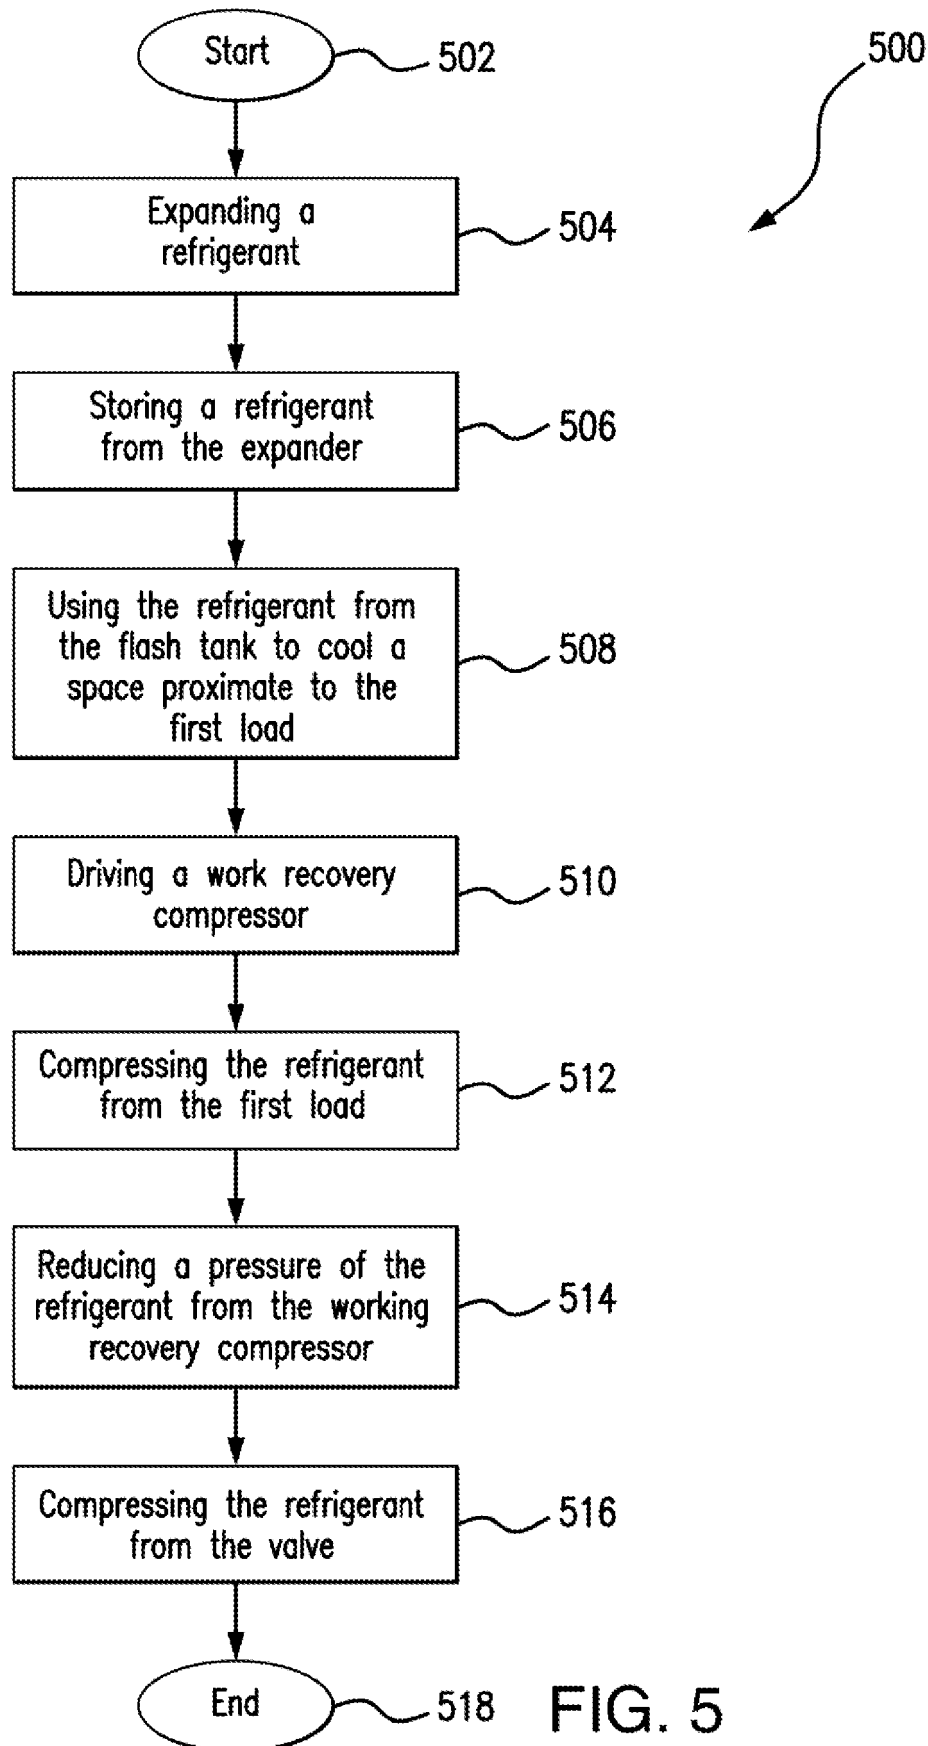 Start
502
500
Expanding a
refrigerant
504
Storing a refrigerant
from the expander
506
Using the refrigerant from
the flash tank to cool a
space proximate to the
first load
508
Driving a work recovery
compressor
510
Compressing the refrigerant
from the first load
512
Reducing a pressure of the
refrigerant from the working
recovery compressor
514
Compressing the refrigerant
from the valve
516
End
518
FIG. 5